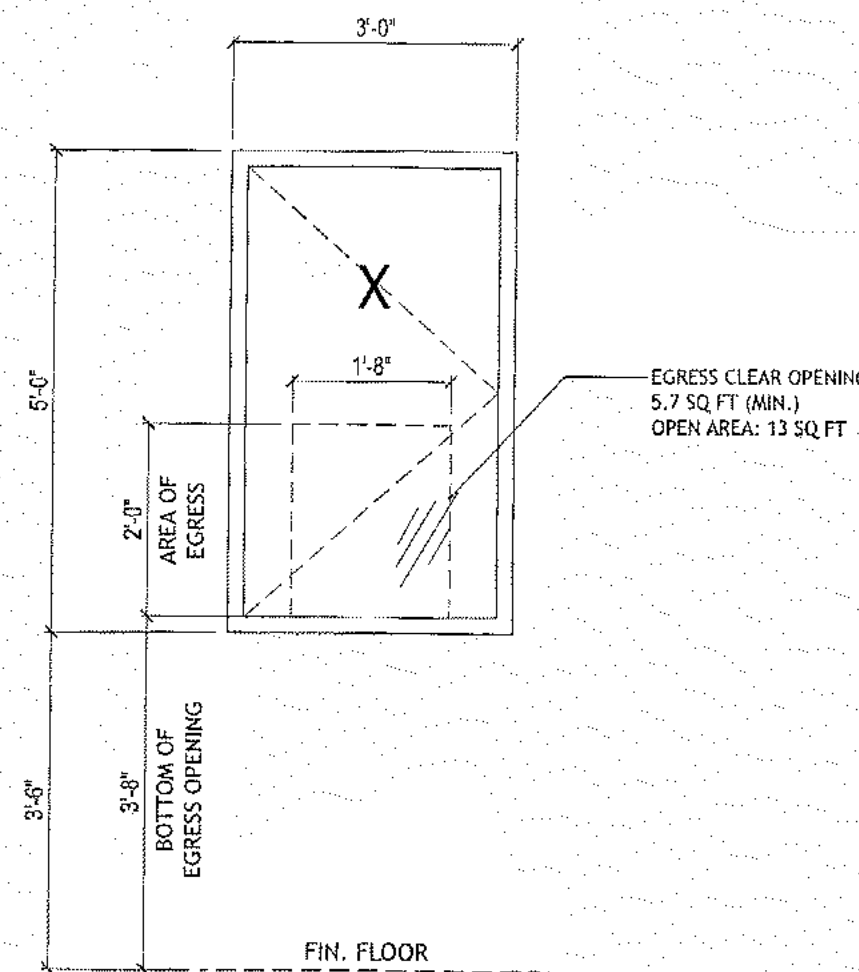 3'-0"
X
5'-0"
1'-8"
EGRESS CLEAR OPENING
5.7 SQ FT (MIN.)
OPEN AREA: 13 SQ FT
2'-0"
AREA OF
EGRESS
3'-6"
3'-8"
BOTTOM OF
EGRESS OPENING
FIN. FLOOR